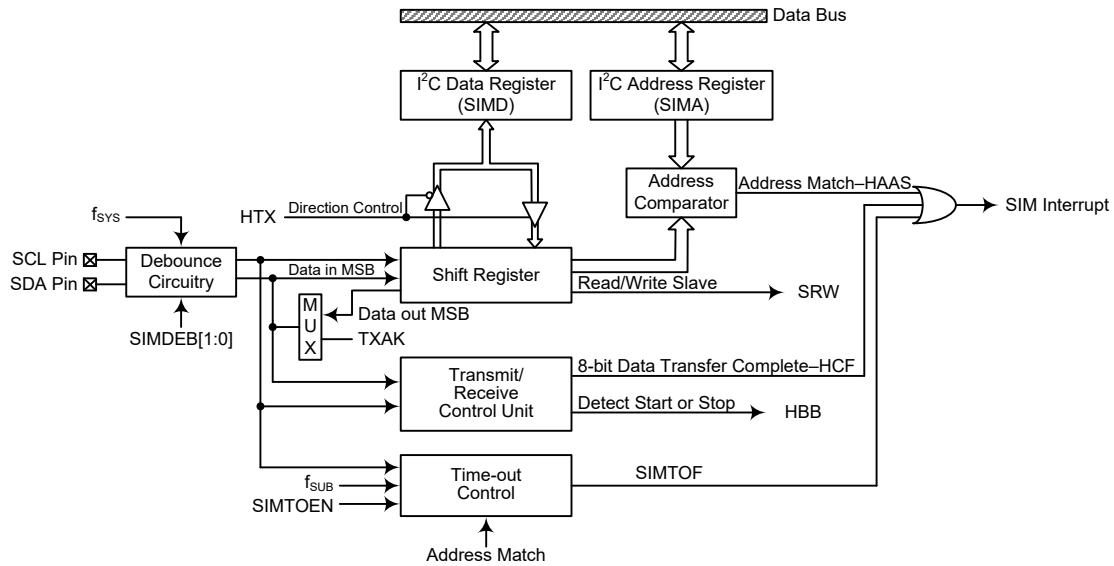 Data Bus
I²C Data Register
(SIMD)
I²C Address Register
(SIMA)
Address
Comparator
Address Match–HAAS
SIM Interrupt
HTX
Direction Control
fSYS
SCL Pin
SDA Pin
Debounce
Circuitry
Data in MSB
Shift Register
Read/Write Slave
SRW
SIMDEB[1:0]
M
U
X
Data out MSB
TXAK
Transmit/
Receive
Control Unit
8-bit Data Transfer Complete–HCF
Detect Start or Stop
HBB
fSUB
SIMTOEN
Time-out
Control
SIMTOF
Address Match